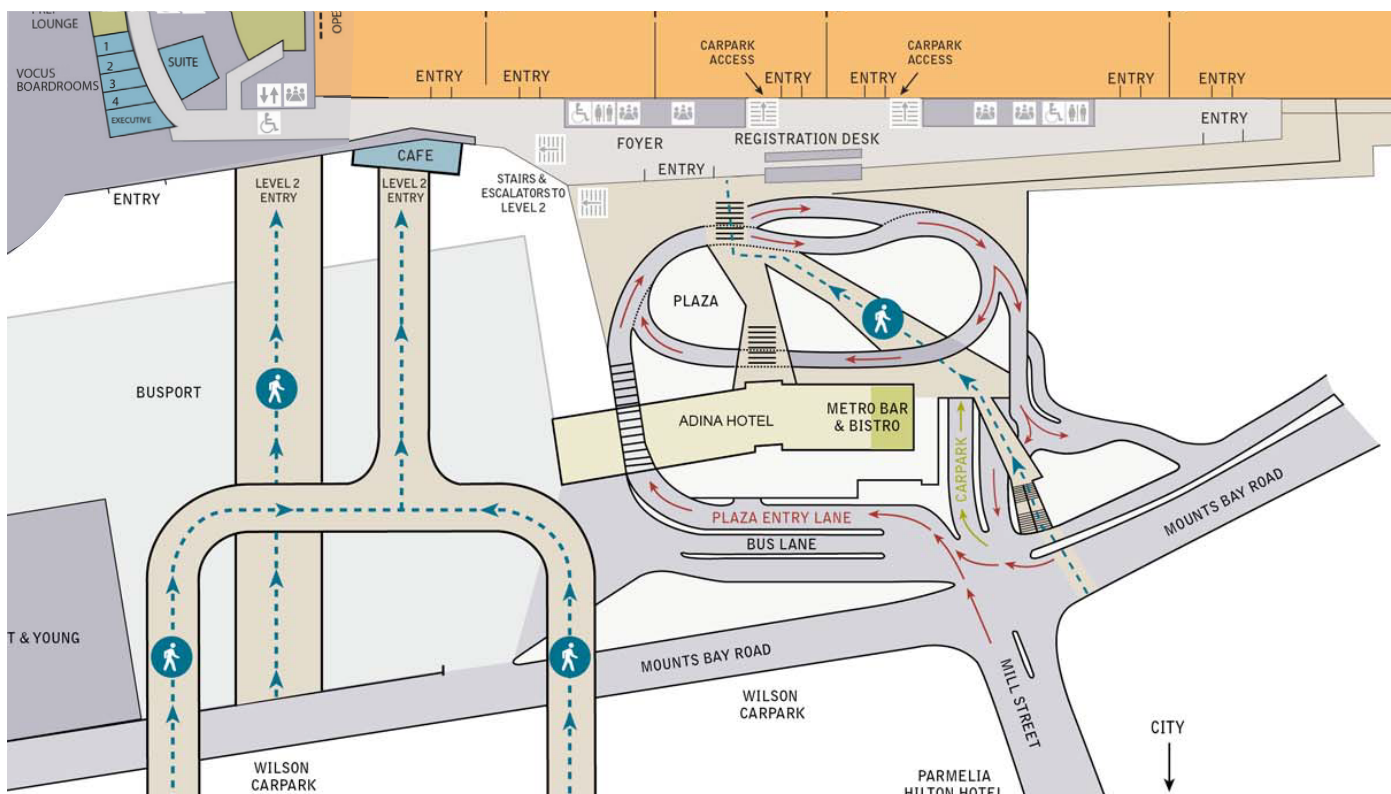 LOUNGE
OPE
VOCUS
BOARDROOMS
1
2
3
4
EXECUTIVE
SUITE
ENTRY
ENTRY
CARPARK
ACCESS
ENTRY
ENTRY
CARPARK
ACCESS
ENTRY
ENTRY
ENTRY
CAFE
FOYER
REGISTRATION DESK
ENTRY
ENTRY
LEVEL 2
ENTRY
LEVEL 2
ENTRY
STAIRS &
ESCALATORS TO
LEVEL 2
PLAZA
BUSPORT
ADINA HOTEL
METRO BAR
& BISTRO
CARPARK
PLAZA ENTRY LANE
BUS LANE
MOUNTS BAY ROAD
T & YOUNG
MOUNTS BAY ROAD
WILSON
CARPARK
MILL STREET
CITY
WILSON
CARPARK
PARMELIA
HILTON HOTEL